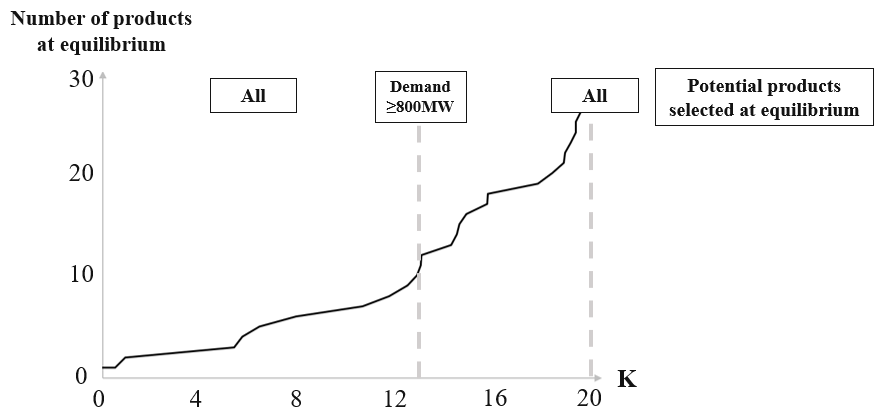 Number of products
at equilibrium
30
20
10
0
All
Demand
≥800MW
All
Potential products
selected at equilibrium
0
4
8
12
16
20
K